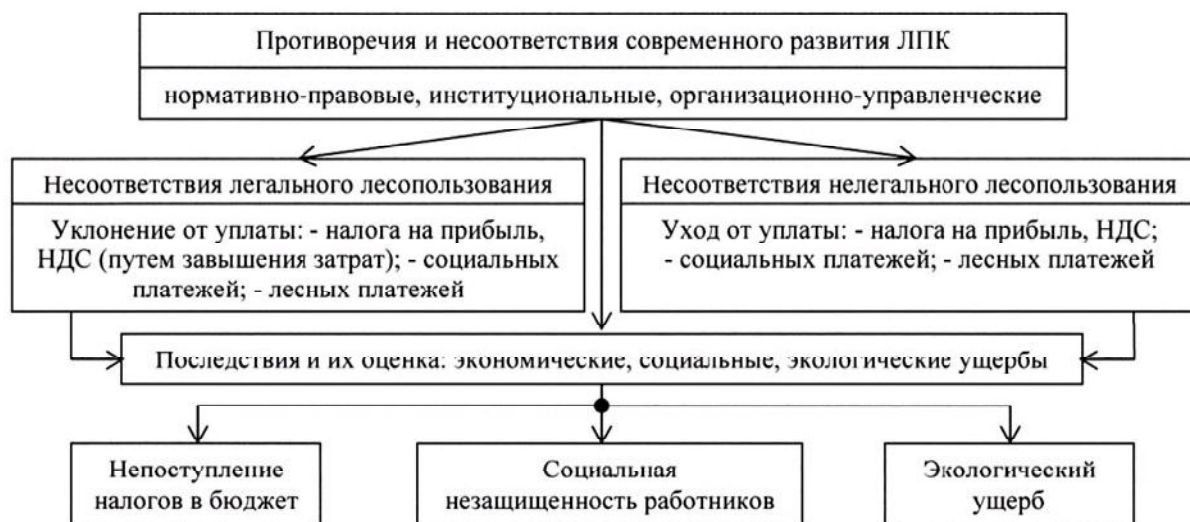 Противоречия и несоответствия современного развития ЛПК
нормативно-правовые, институциональные, организационно-управленческие
Несоответствия легального лесопользования
Уклонение от уплаты: - налога на прибыль,
НДС (путем завышения затрат); - социальных
платежей; - лесных платежей
Несоответствия нелегального лесопользования
Уход от уплаты: - налога на прибыль, НДС;
- социальных платежей; - лесных платежей
Последствия и их оценка: экономические, социальные, экологические ущербы
Непоступление
налогов в бюджет
Социальная
незащищенность работников
Экологический
ущерб